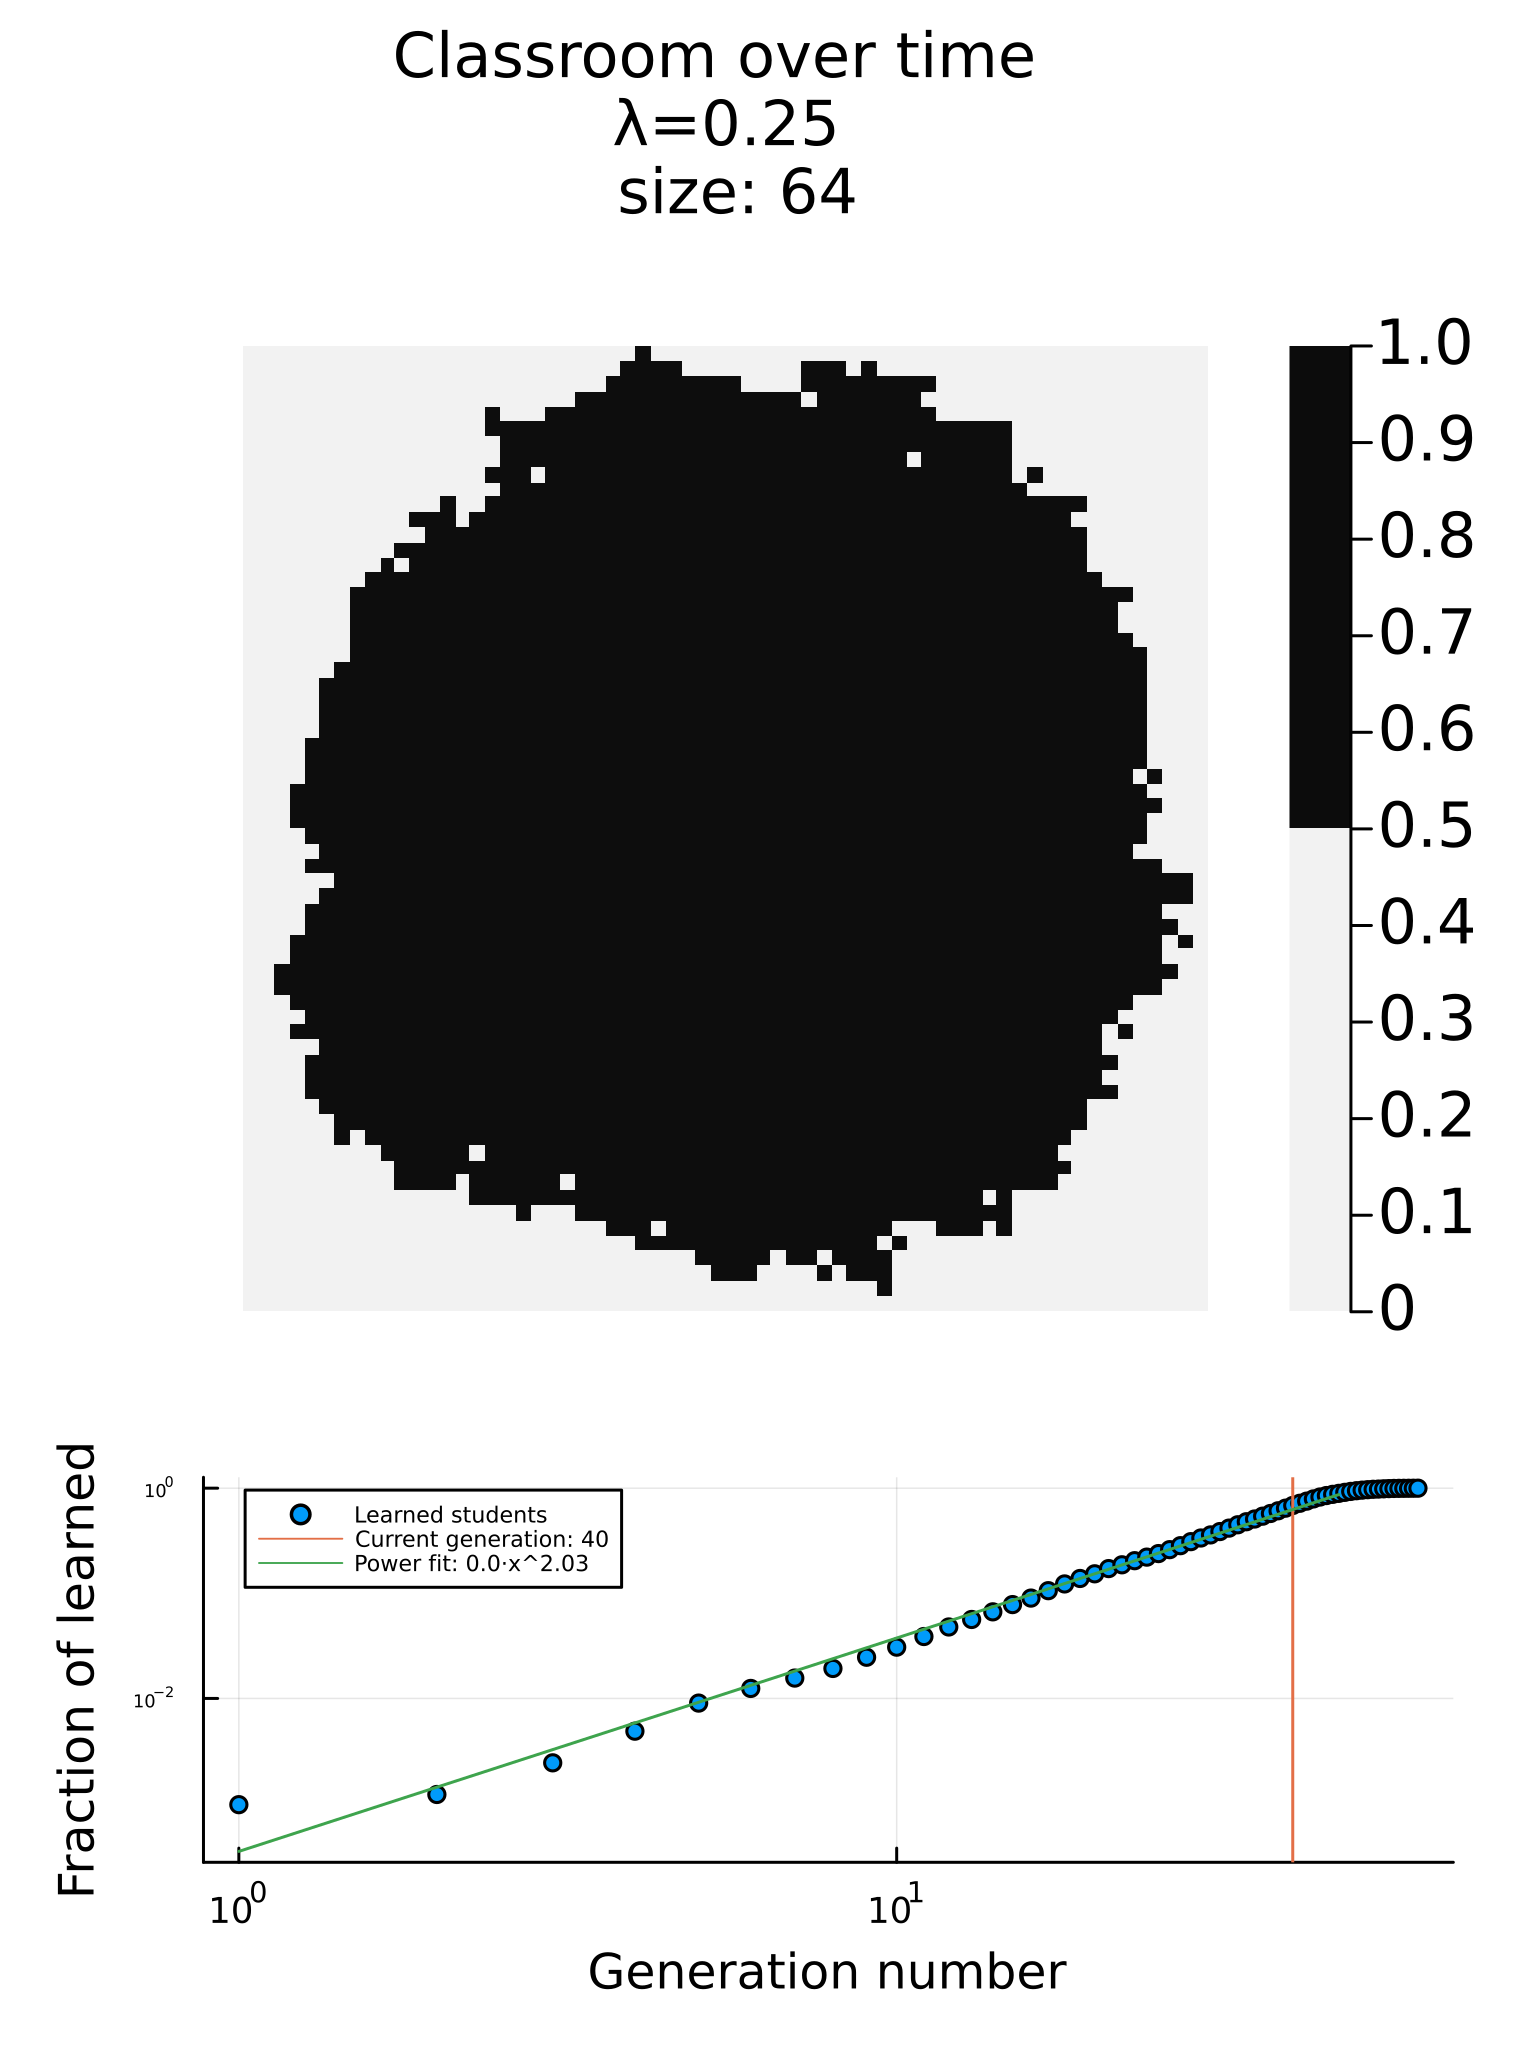 Classroom over time
λ=0.25
size: 64
1.0
0.9
0.8
0.7
0.6
0.5
0.4
0.3
0.2
0.1
0
Fraction of learned
10^0
10^−2
Learned students
Current generation: 40
Power fit: 0.0·x^2.03
10^0
10^1
Generation number